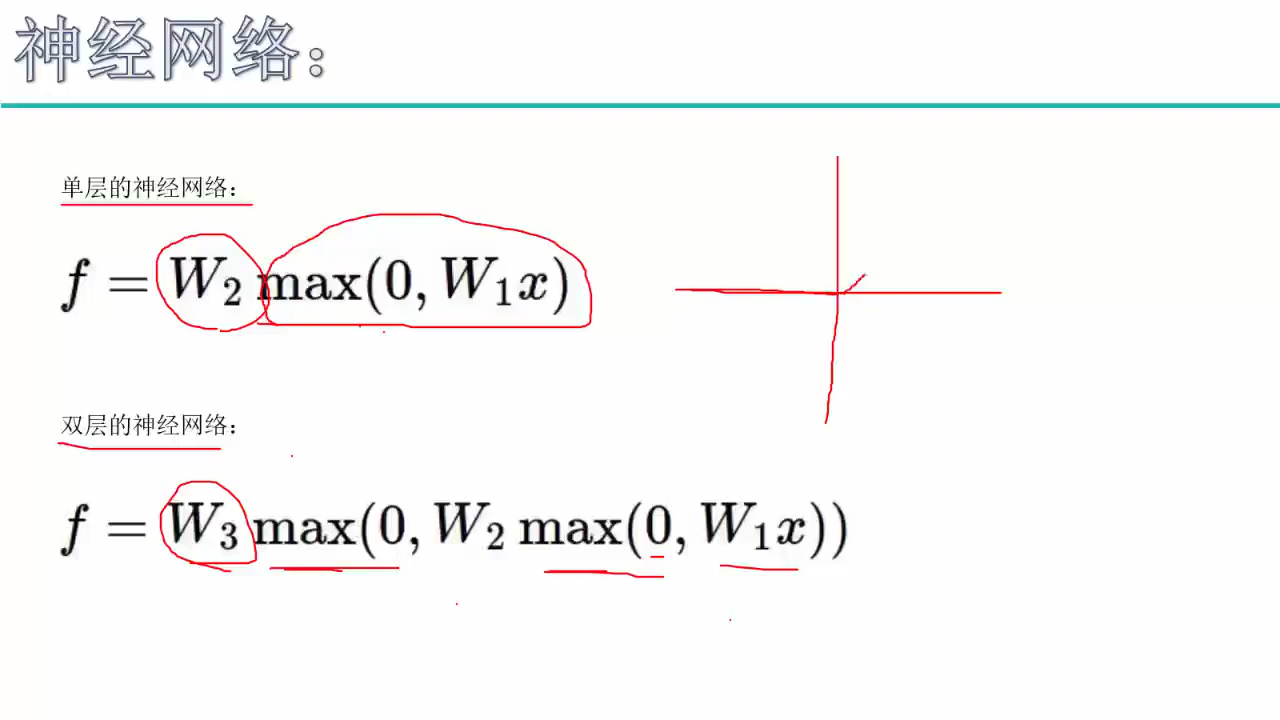 神经网络：
单层的神经网络：
f = W₂ max(0, W₁x)
双层的神经网络：
f = W₃ max(0, W₂ max(0, W₁x))